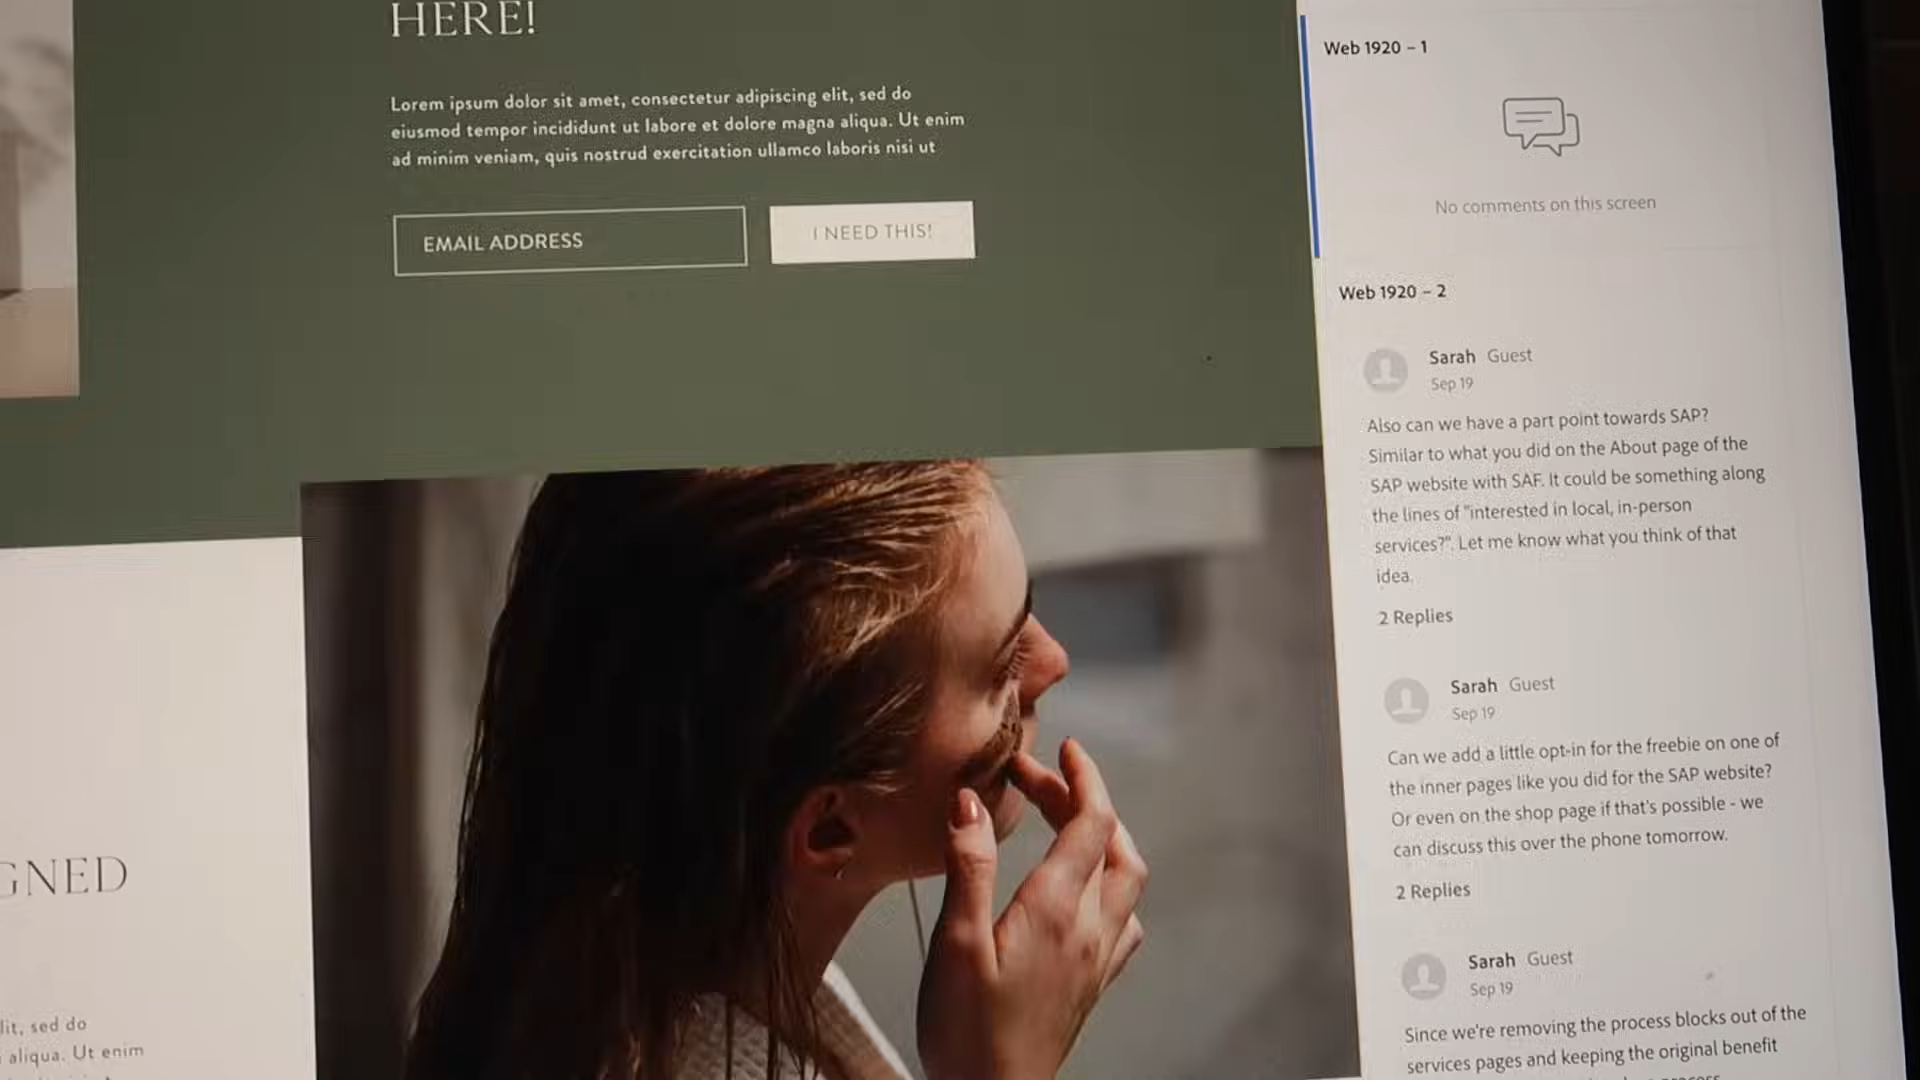 HERE!
Lorem ipsum dolor sit amet, consectetur adipiscing elit, sed do
eiusmod tempor incididunt ut labore et dolore magna aliqua. Ut enim
ad minim veniam, quis nostrud exercitation ullamco laboris nisi ut
EMAIL ADDRESS
I NEED THIS!
GNED
lit, sed do
aliqua. Ut enim
Web 1920 – 1
No comments on this screen
Web 1920 – 2
Sarah Guest
Sep 19
Also can we have a part point towards SAP?
Similar to what you did on the About page of the
SAP website with SAF. It could be something along
the lines of "interested in local, in-person
services?". Let me know what you think of that
idea.
2 Replies
Sarah Guest
Sep 19
Can we add a little opt-in for the freebie on one of
the inner pages like you did for the SAP website?
Or even on the shop page if that's possible - we
can discuss this over the phone tomorrow.
2 Replies
Sarah Guest
Sep 19
Since we're removing the process blocks out of the
services pages and keeping the original benefit